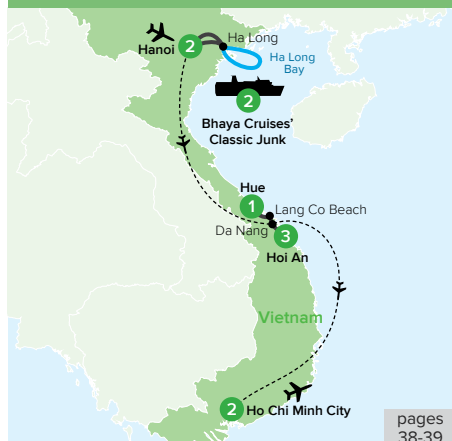 Hanoi
2
Ha Long
Ha Long
Bay
2
Bhaya Cruises'
Classic Junk
Hue
1
Lang Co Beach
Da Nang
3
Hoi An
Vietnam
2
Ho Chi Minh City
pages
38-39